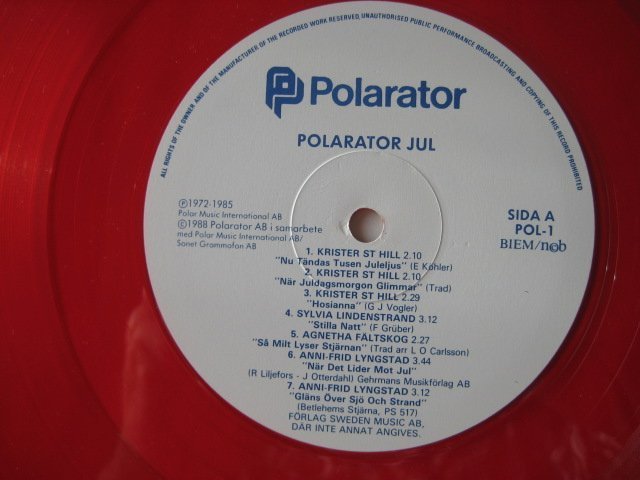 ALL RIGHTS OF THE OWNER AND OF THE MANUFACTURER OF THE RECORDED WORK RESERVED, UNAUTHORISED PUBLIC PERFORMANCE BROADCASTING AND COPYING OF THIS RECORD PROHIBITED
Polarator
POLARATOR JUL
Ⓟ1972-1985
Polar Music International AB
©1988 Polarator AB i samarbete
med Polar Music International AB/
Sonet Grammofon AB
SIDA A
POL-1
BIEM/ncb
1. KRISTER ST HILL 2.10
"Nu Tändas Tusen Juleljus" (E Köhler)
2. KRISTER ST HILL 2.10
"När Juldagsmorgon Glimmar" (Trad)
3. KRISTER ST HILL 2.29
"Hosianna" (G J Vogler)
4. SYLVIA LINDENSTRAND 3.12
"Stilla Natt" (F Grüber)
5. AGNETHA FÄLTSKOG 2.27
"Så Milt Lyser Stjärnan" (Trad arr L O Carlsson)
6. ANNI-FRID LYNGSTAD 3.44
"När Det Lider Mot Jul"
(R Liljefors - J Otterdahl) Gehrmans Musikförlag AB
7. ANNI-FRID LYNGSTAD 3.12
"Gläns Över Sjö Och Strand"
(Betlehems Stjärna, PS 517)
FÖRLAG SWEDEN MUSIC AB,
DÄR INTE ANNAT ANGIVES.